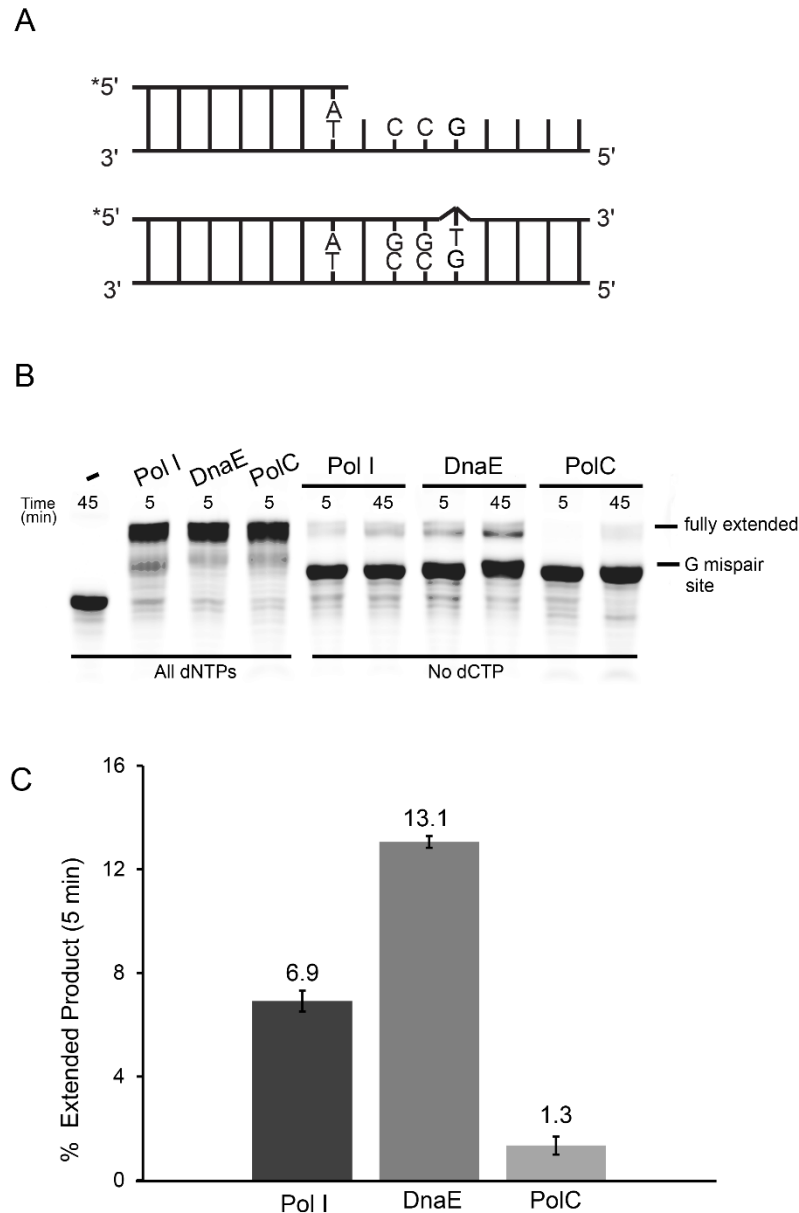 A
*5'
A
T C C G
3' 5'
*5' 3'
A G G T
T C C G
3' 5'
B
- Pol I DnaE PolC Pol I DnaE PolC
Time (min) 45 5 5 5 5 45 5 45 5 45
fully extended
G mispair site
All dNTPs No dCTP
C
% Extended Product (5 min)
16
12
8
4
0
6.9
13.1
1.3
Pol I DnaE PolC